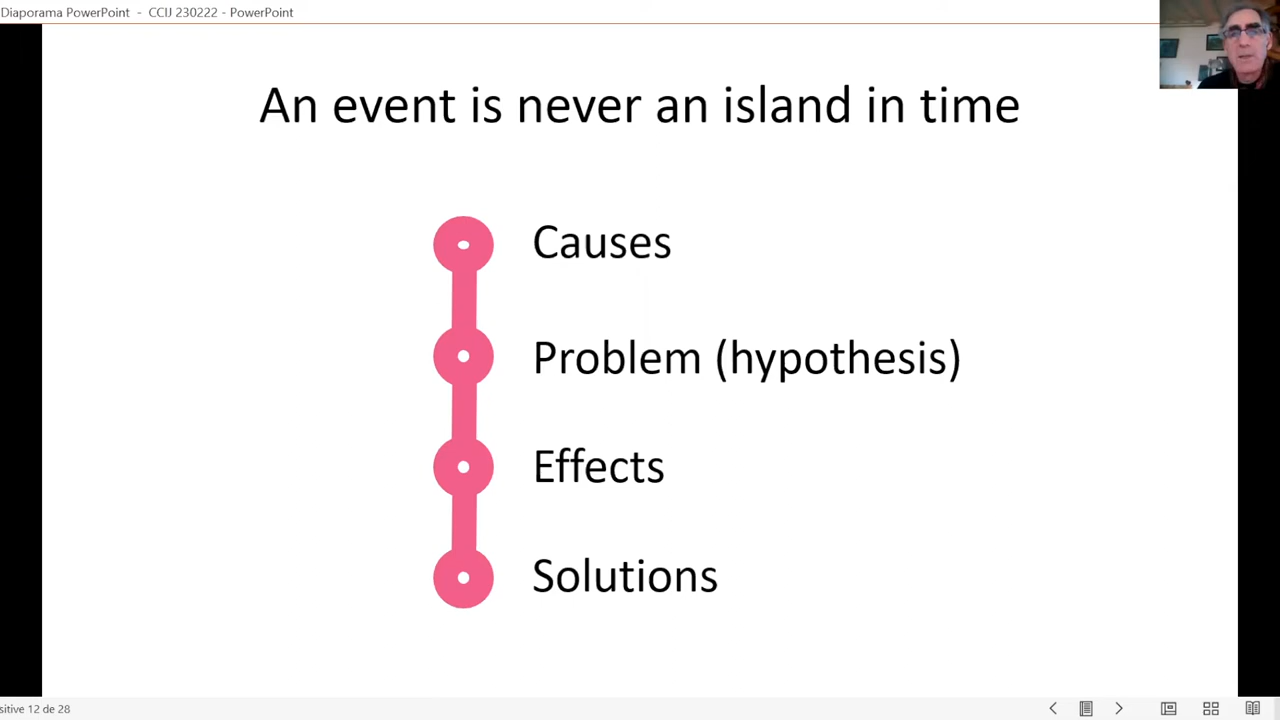 Diaporama PowerPoint - CCIJ 230222 - PowerPoint
An event is never an island in time
Causes
Problem (hypothesis)
Effects
Solutions
sitive 12 de 28